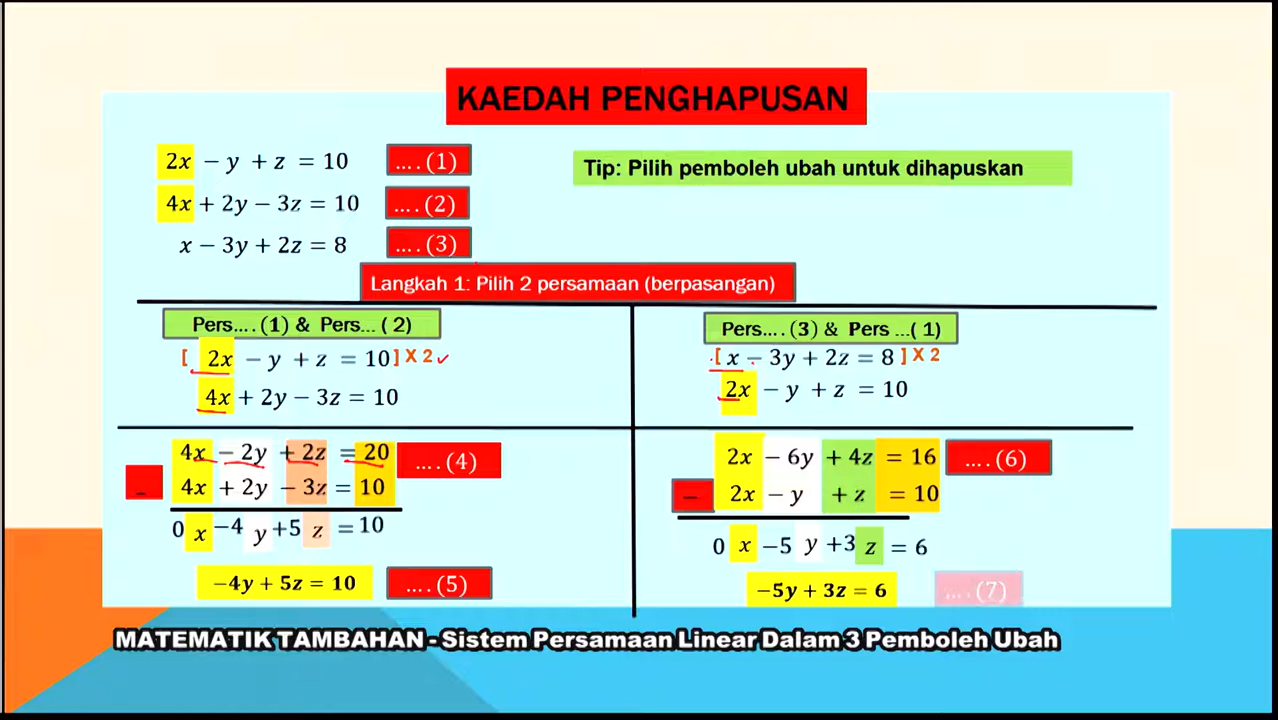 KAEDAH PENGHAPUSAN
2x − y + z = 10 ....(1)
Tip: Pilih pemboleh ubah untuk dihapuskan
4x + 2y − 3z = 10 ....(2)
x − 3y + 2z = 8 ....(3)
Langkah 1: Pilih 2 persamaan (berpasangan)
Pers....(1) & Pers...( 2)
[ 2x − y + z = 10 ] X 2 ✓
4x + 2y − 3z = 10
4x − 2y + 2z = 20 ....(4)
− 4x + 2y − 3z = 10
0 x −4 y +5 z = 10
−4y + 5z = 10 ....(5)
Pers....(3) & Pers ...( 1)
[ x − 3y + 2z = 8 ] X 2
2x − y + z = 10
2x − 6y + 4z = 16 ....(6)
− 2x − y + z = 10
0 x −5 y +3 z = 6
−5y + 3z = 6 ....(7)
MATEMATIK TAMBAHAN - Sistem Persamaan Linear Dalam 3 Pemboleh Ubah